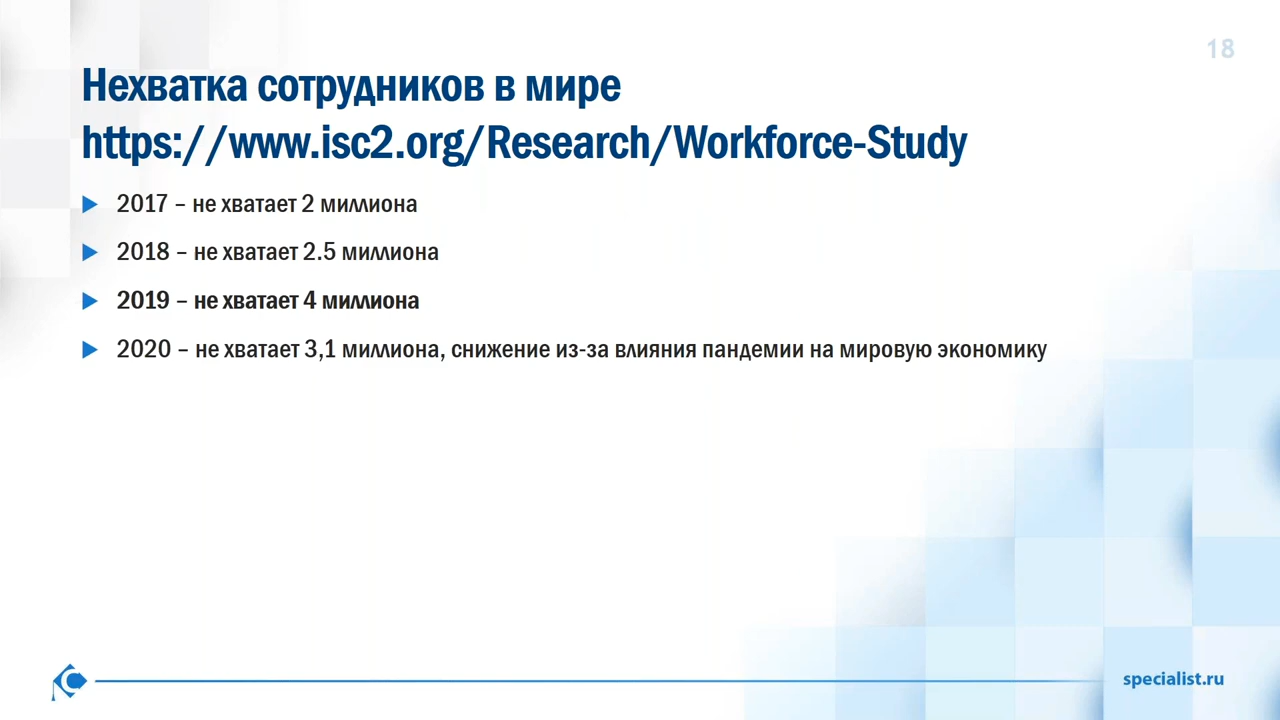 18
Нехватка сотрудников в мире
https://www.isc2.org/Research/Workforce-Study
2017 – не хватает 2 миллиона
2018 – не хватает 2.5 миллиона
2019 – не хватает 4 миллиона
2020 – не хватает 3,1 миллиона, снижение из-за влияния пандемии на мировую экономику
specialist.ru